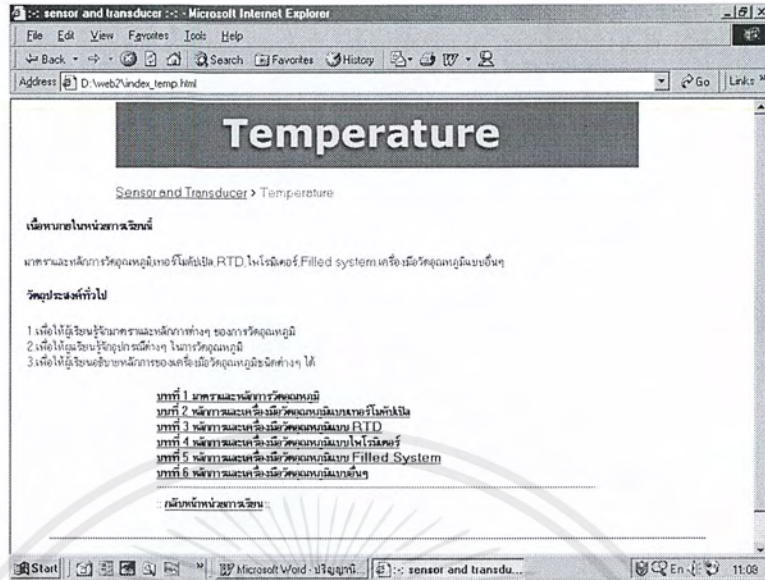 :-: sensor and transducer :-: - Microsoft Internet Explorer
File Edit View Favorites Tools Help
Back Search Favorites History
Address D:\web2\index_temp.html Go Links
Temperature
Sensor and Transducer > Temperature
เนื้อหาภายในหน่วยการเรียนนี้
มาตราและหลักการวัดอุณหภูมิ,เทอร์โมคัปเปิล,RTD,ไพโรมิเตอร์,Filled system,เครื่องมือวัดอุณหภูมิแบบอื่นๆ
วัตถุประสงค์ทั่วไป
1.เพื่อให้ผู้เรียนรู้จักมาตราและหลักการต่างๆ ของการวัดอุณหภูมิ
2.เพื่อให้ผู้เรียนรู้จักอุปกรณ์ต่างๆ ในการวัดอุณหภูมิ
3.เพื่อให้ผู้เรียนอธิบายหลักการของเครื่องมือวัดอุณหภูมิชนิดต่างๆ ได้
บทที่ 1 มาตราและหลักการวัดอุณหภูมิ
บทที่ 2 หลักการและเครื่องมือวัดอุณหภูมิแบบเทอร์โมคัปเปิล
บทที่ 3 หลักการและเครื่องมือวัดอุณหภูมิแบบ RTD
บทที่ 4 หลักการและเครื่องมือวัดอุณหภูมิแบบไพโรมิเตอร์
บทที่ 5 หลักการและเครื่องมือวัดอุณหภูมิแบบ Filled System
บทที่ 6 หลักการและเครื่องมือวัดอุณหภูมิแบบอื่นๆ
:: กลับหน้าหน่วยการเรียน ::
Start Microsoft Word - ปริญญานิ... :-: sensor and transdu... En 11:08